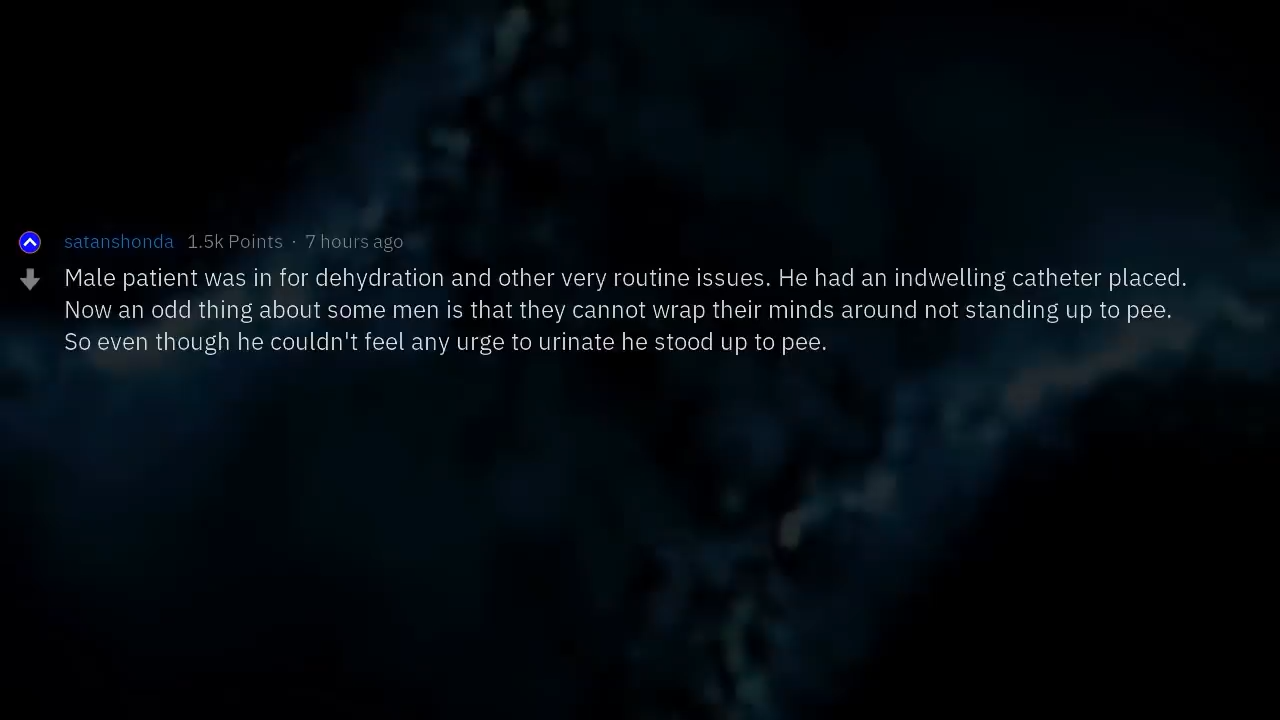 satanshonda 1.5k Points · 7 hours ago
Male patient was in for dehydration and other very routine issues. He had an indwelling catheter placed.
Now an odd thing about some men is that they cannot wrap their minds around not standing up to pee.
So even though he couldn't feel any urge to urinate he stood up to pee.